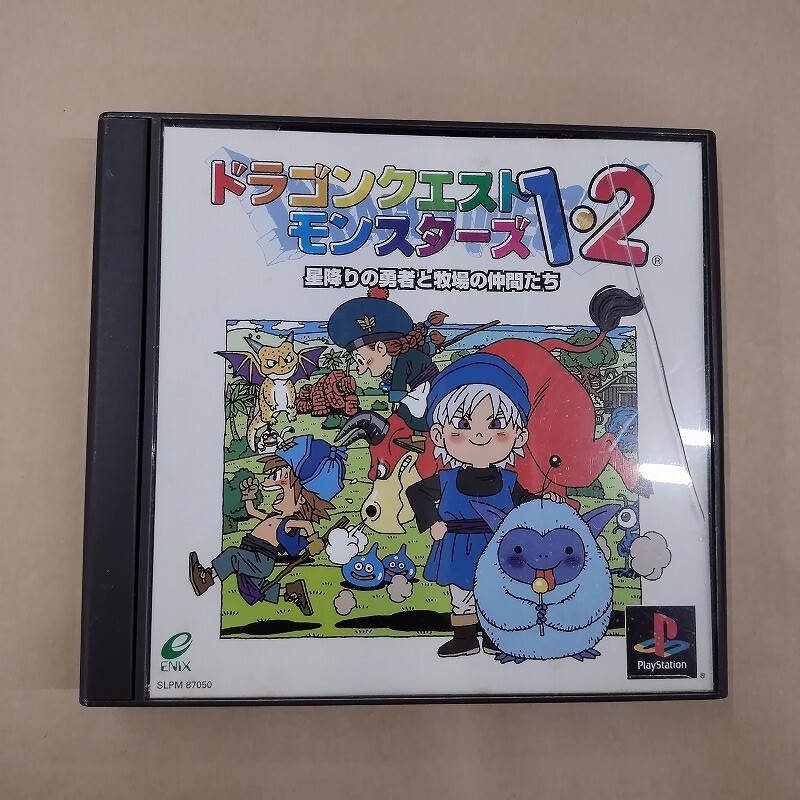 ドラゴンクエスト
モンスターズ1・2
®
星降りの勇者と牧場の仲間たち
ENIX
SLPM 87050
PlayStation
®